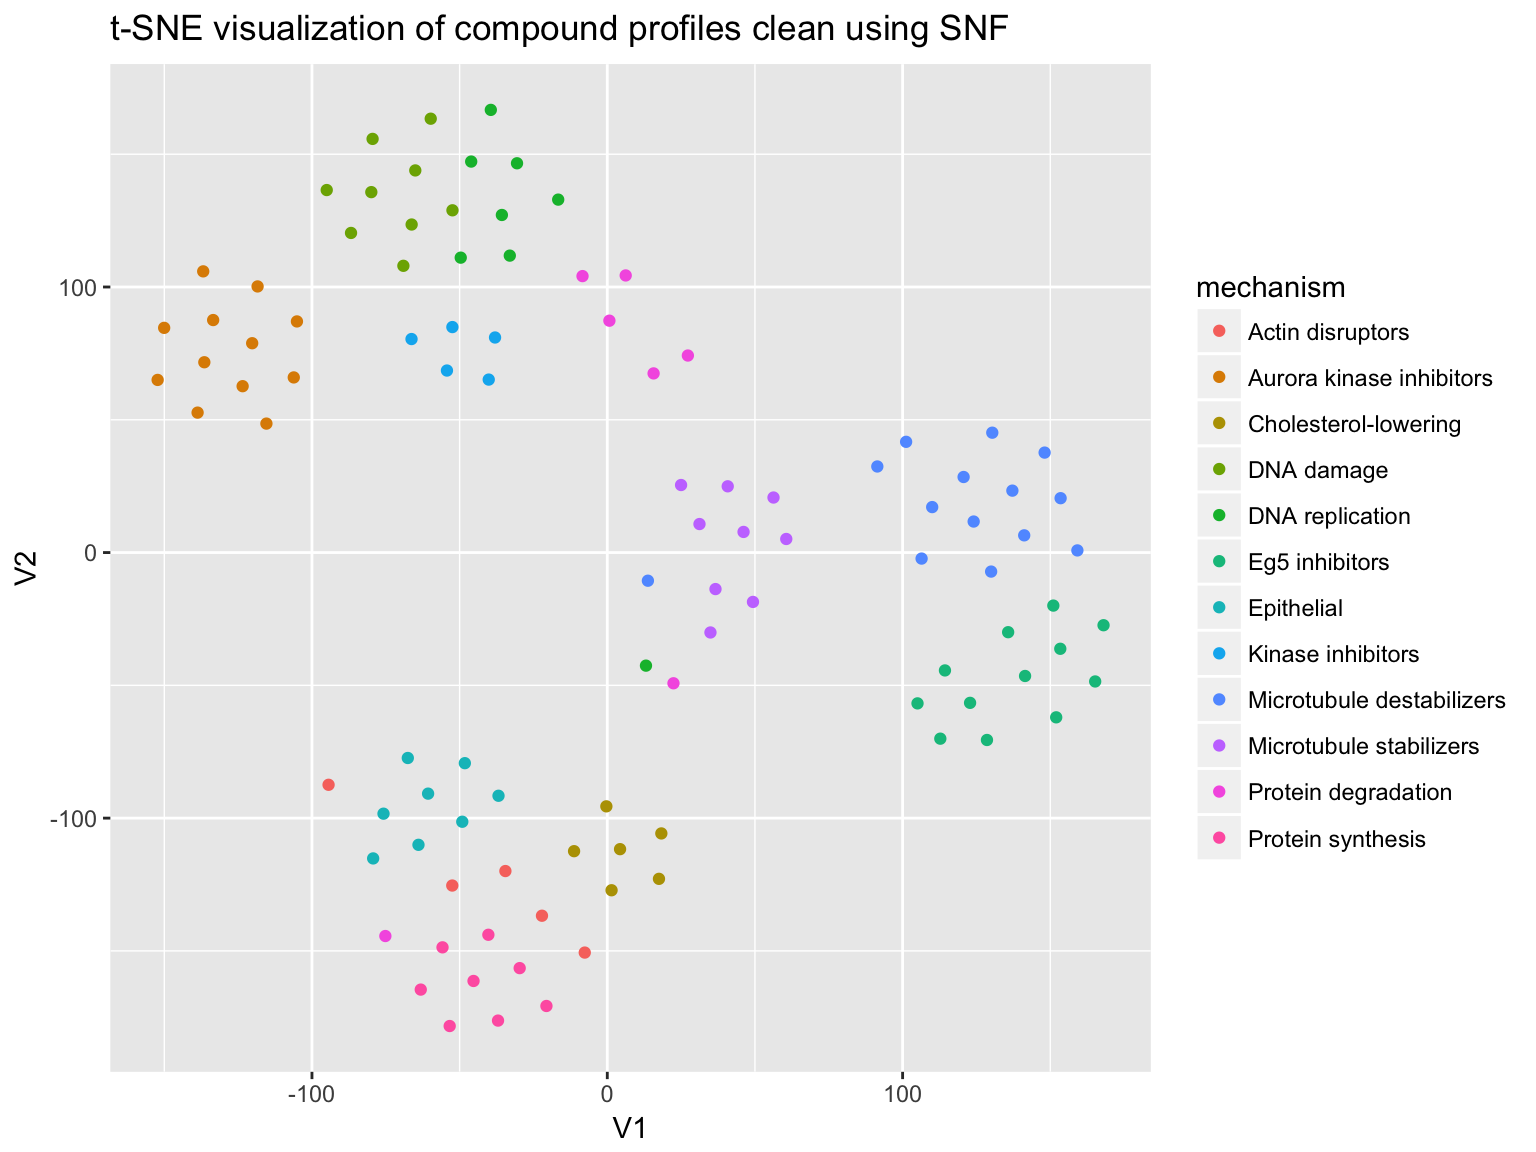 t-SNE visualization of compound profiles clean using SNF
V2
100
0
-100
-100
0
100
V1
mechanism
Actin disruptors
Aurora kinase inhibitors
Cholesterol-lowering
DNA damage
DNA replication
Eg5 inhibitors
Epithelial
Kinase inhibitors
Microtubule destabilizers
Microtubule stabilizers
Protein degradation
Protein synthesis